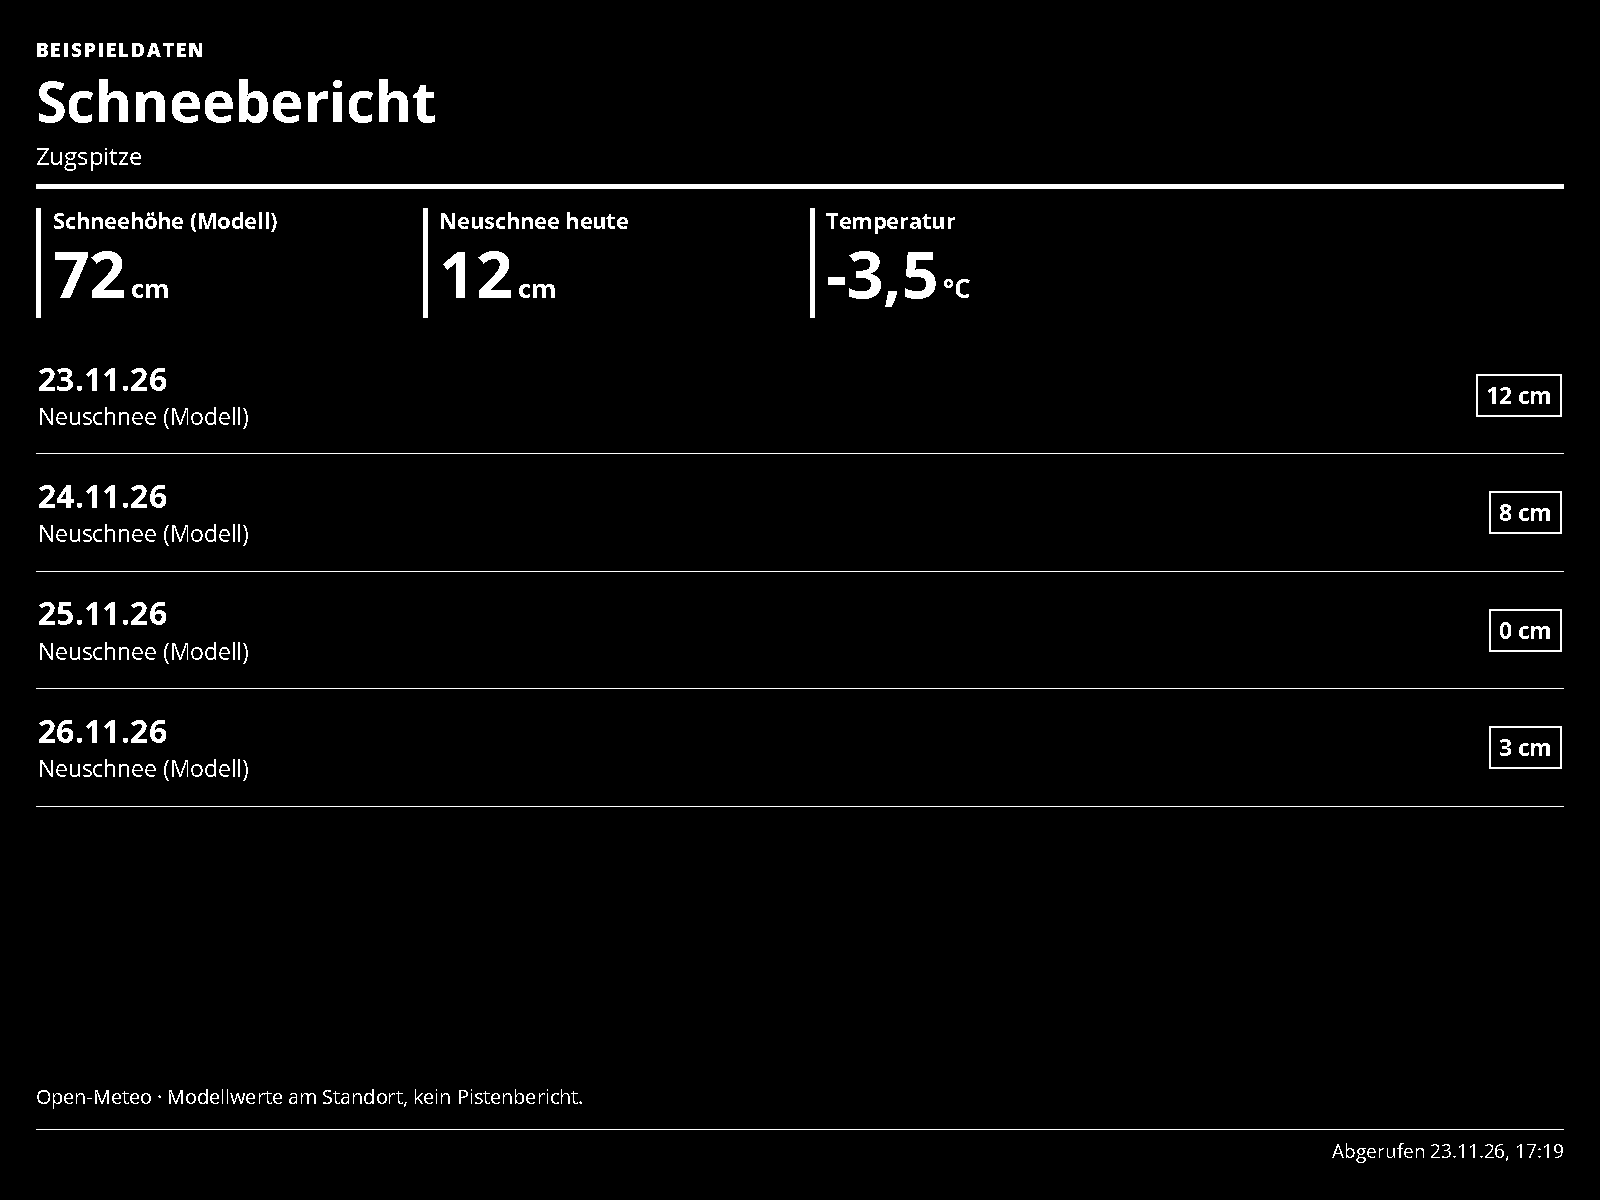 BEISPIELDATEN
Schneebericht
Zugspitze
Schneehöhe (Modell)
72 cm
Neuschnee heute
12 cm
Temperatur
-3,5 °C
23.11.26
Neuschnee (Modell)
12 cm
24.11.26
Neuschnee (Modell)
8 cm
25.11.26
Neuschnee (Modell)
0 cm
26.11.26
Neuschnee (Modell)
3 cm
Open-Meteo · Modellwerte am Standort, kein Pistenbericht.
Abgerufen 23.11.26, 17:19